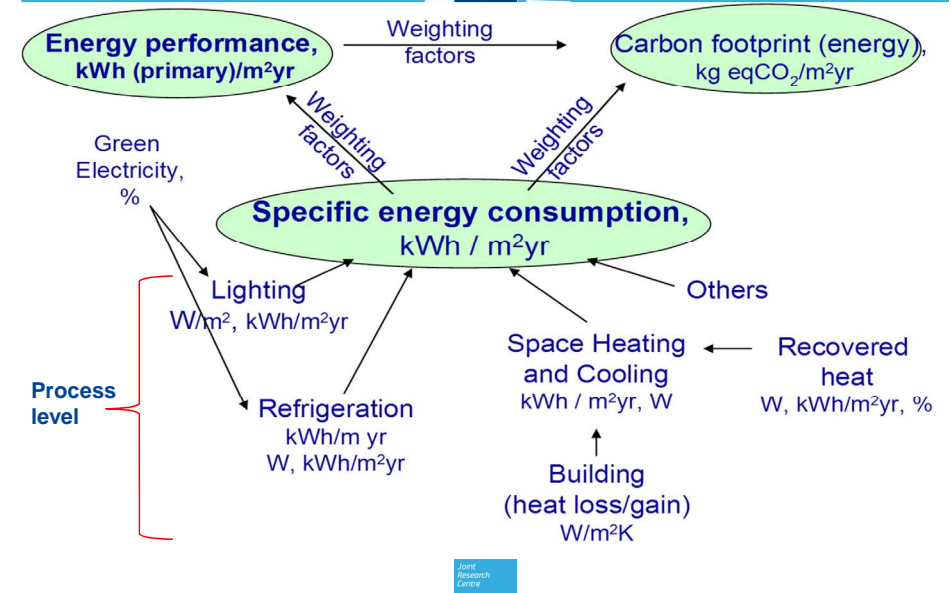 Energy performance,
kWh (primary)/m²yr
Weighting
factors
Carbon footprint (energy),
kg eqCO₂/m²yr
Weighting
factors
Weighting
factors
Green
Electricity,
%
Specific energy consumption,
kWh / m²yr
Lighting
W/m², kWh/m²yr
Others
Space Heating
and Cooling
kWh / m²yr, W
Recovered
heat
W, kWh/m²yr, %
Process
level
Refrigeration
kWh/m yr
W, kWh/m²yr
Building
(heat loss/gain)
W/m²K
Joint
Research
Centre